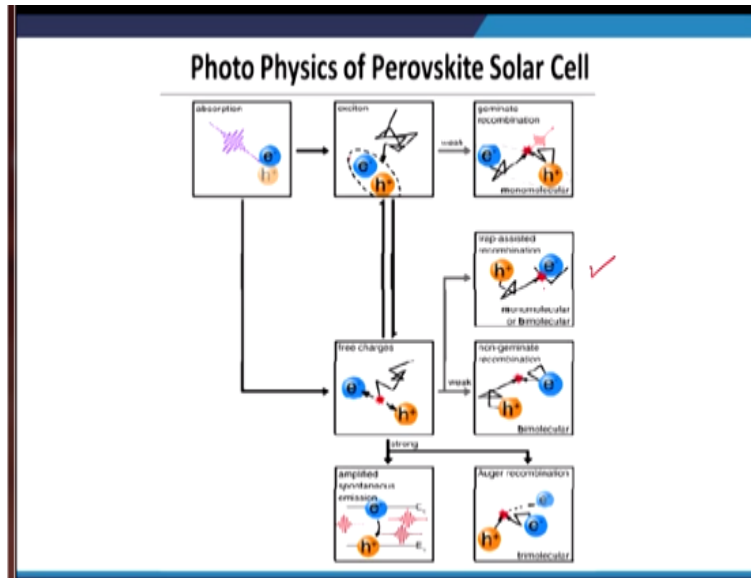 Photo Physics of Perovskite Solar Cell
absorption
e⁻
h⁺
exciton
e⁻
h⁺
weak
geminate
recombination
e⁻
h⁺
monomolecular
trap-assisted
recombination
h⁺
e⁻
monomolecular
or bimolecular
free charges
e⁻
h⁺
weak
non-geminate
recombination
e⁻
h⁺
bimolecular
strong
amplified
spontaneous
emission
e⁻
h⁺
Auger recombination
e⁻
e⁻
h⁺
trimolecular